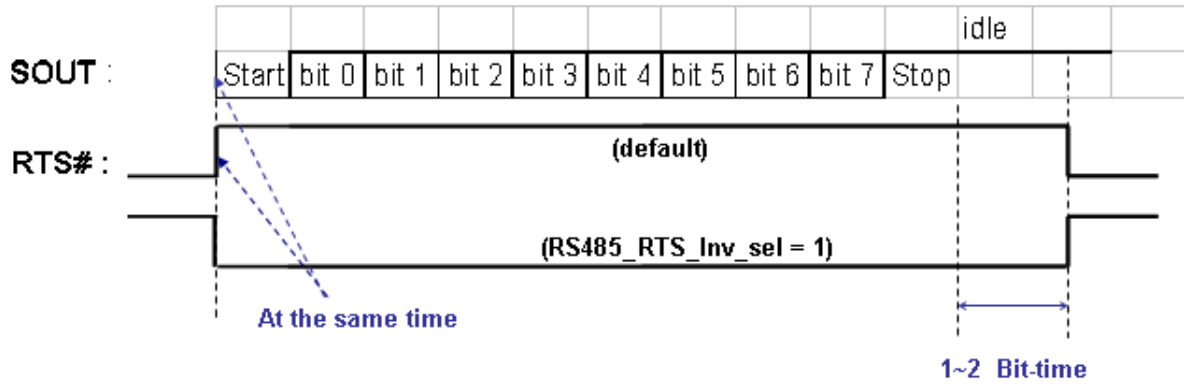 idle
SOUT : Start bit 0 bit 1 bit 2 bit 3 bit 4 bit 5 bit 6 bit 7 Stop
(default)
RTS# :
(RS485_RTS_Inv_sel = 1)
At the same time
1~2 Bit-time